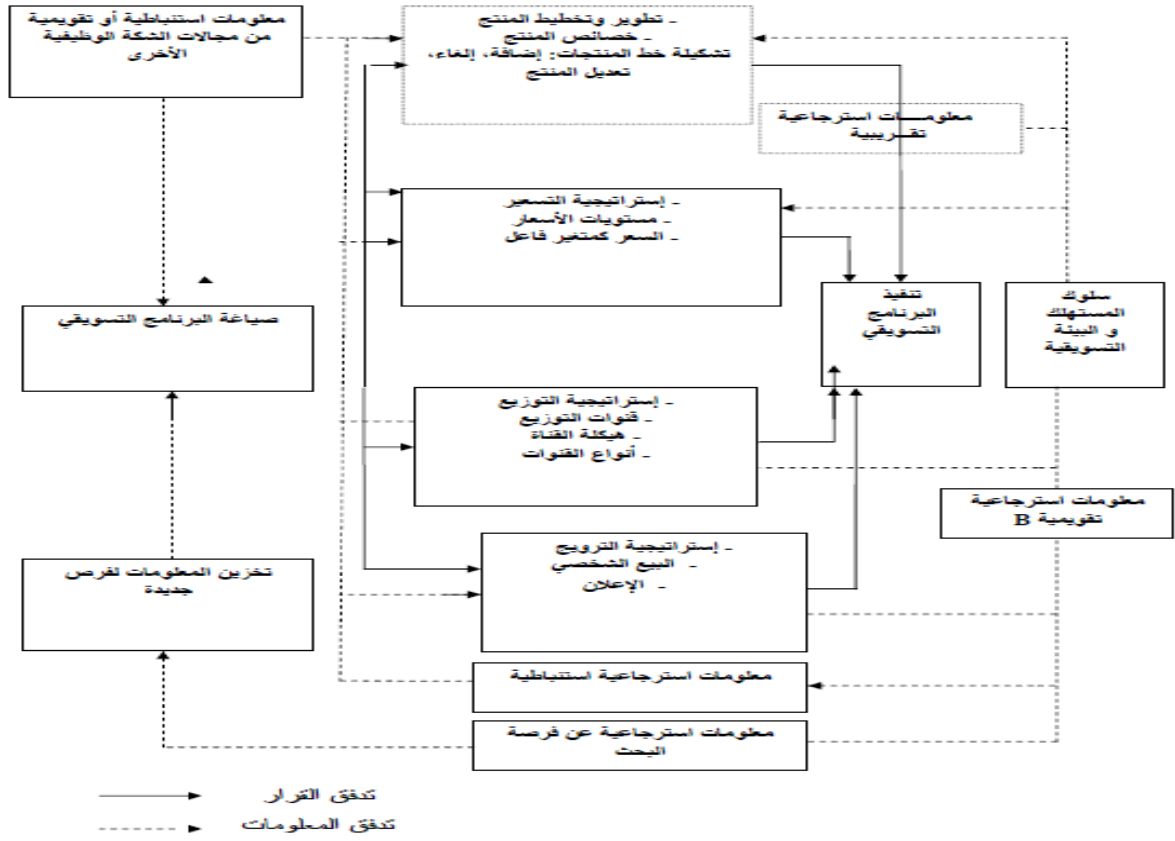 معلومات استنباطية أو تقويمية
من مجالات الشكة الوظيفية
الأخرى
- تطوير وتخطيط المنتج
- خصائص المنتج
تشكيلة خط المنتجات: إضافة، إلغاء،
تعديل المنتج
معلومـــات استرجاعية
تقــريبية
- إستراتيجية التسعير
- مستويات الأسعار
- السعر كمتغير فاعل
صياغة البرنامج التسويقي
تنفيذ
البرنامج
التسويقي
سلوك
المستهلك
و البيئة
التسويقية
- إستراتيجية التوزيع
- قنوات التوزيع
- هيكلة القناة
- أنواع القنوات
معلومات استرجاعية
تقويمية B
- إستراتيجية الترويج
- البيع الشخصي
- الإعلان
تخزين المعلومات لفرص
جديدة
معلومات استرجاعية استنباطية
معلومات استرجاعية عن فرصة
البحث
تدفق القرار
تدفق المعلومات